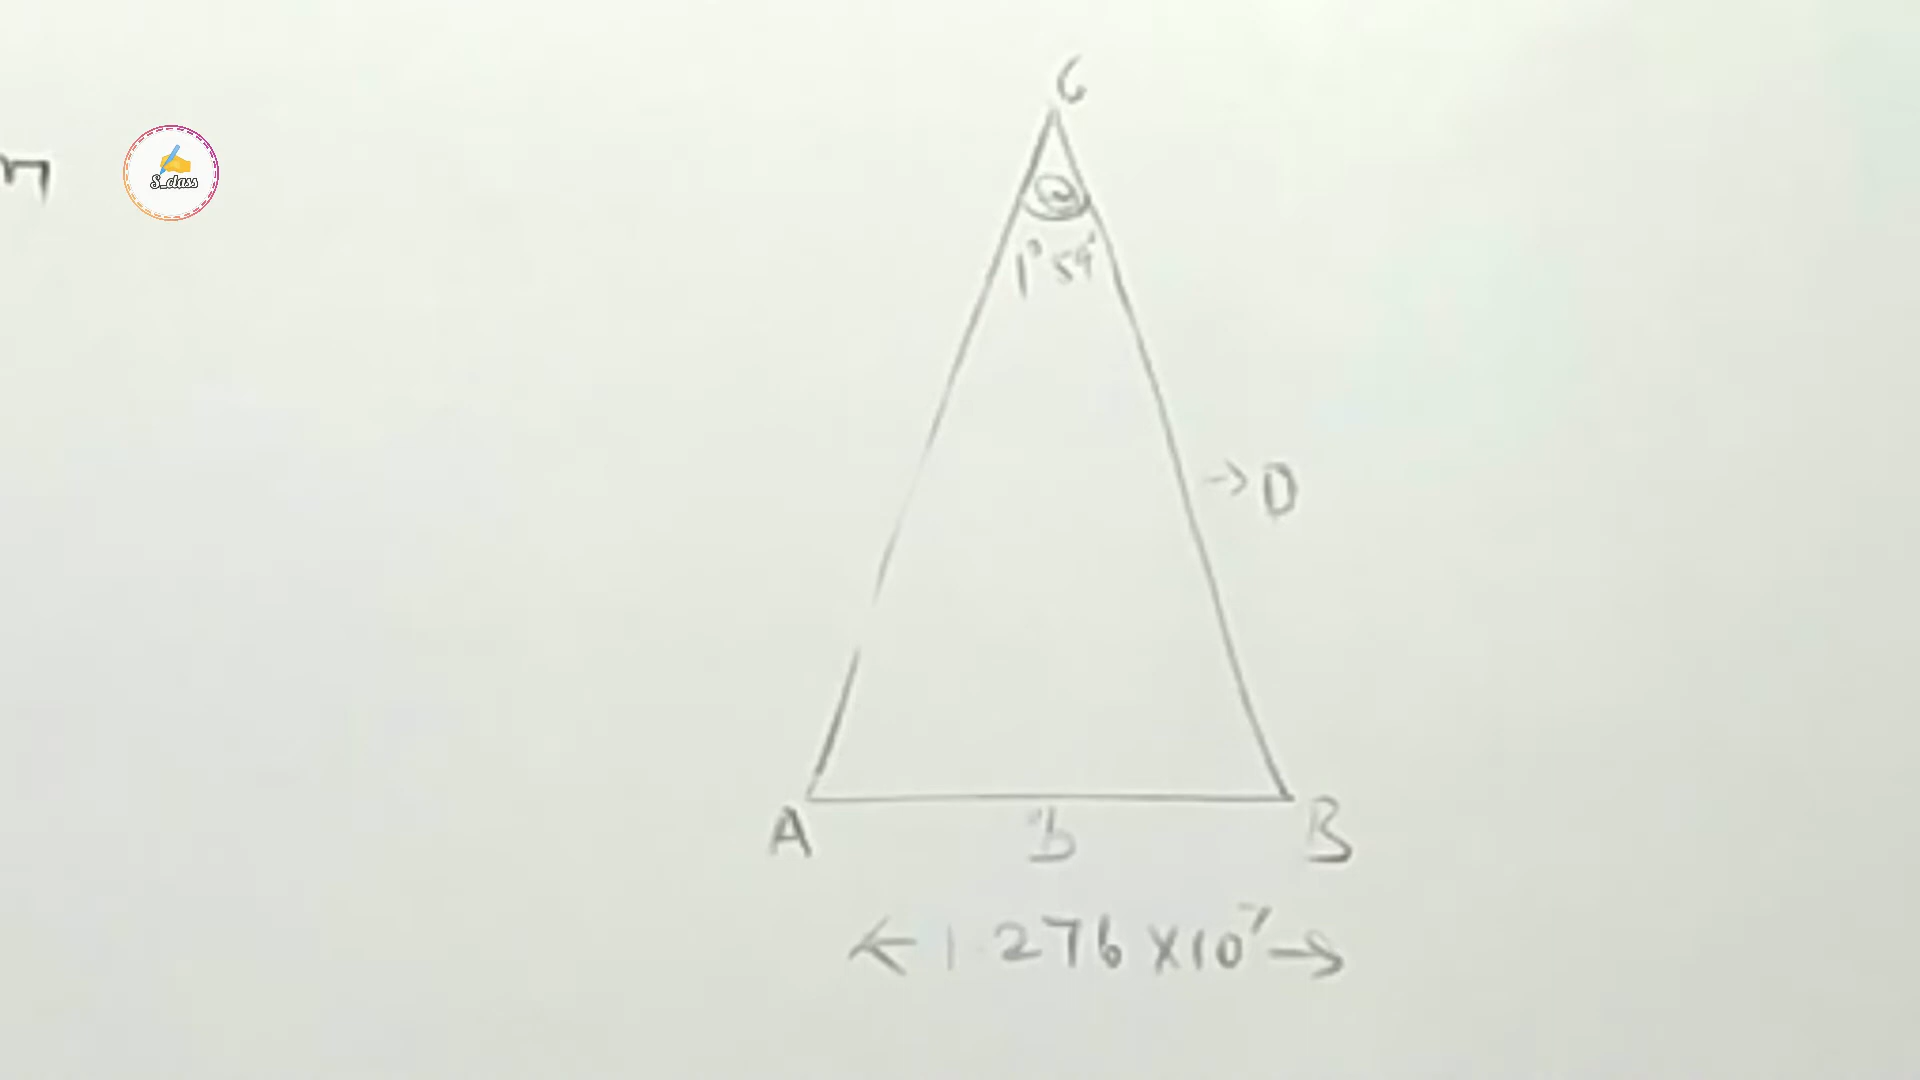 C
S_class
1° 54'
→ D
A b B
← 1.276 × 10⁷ →